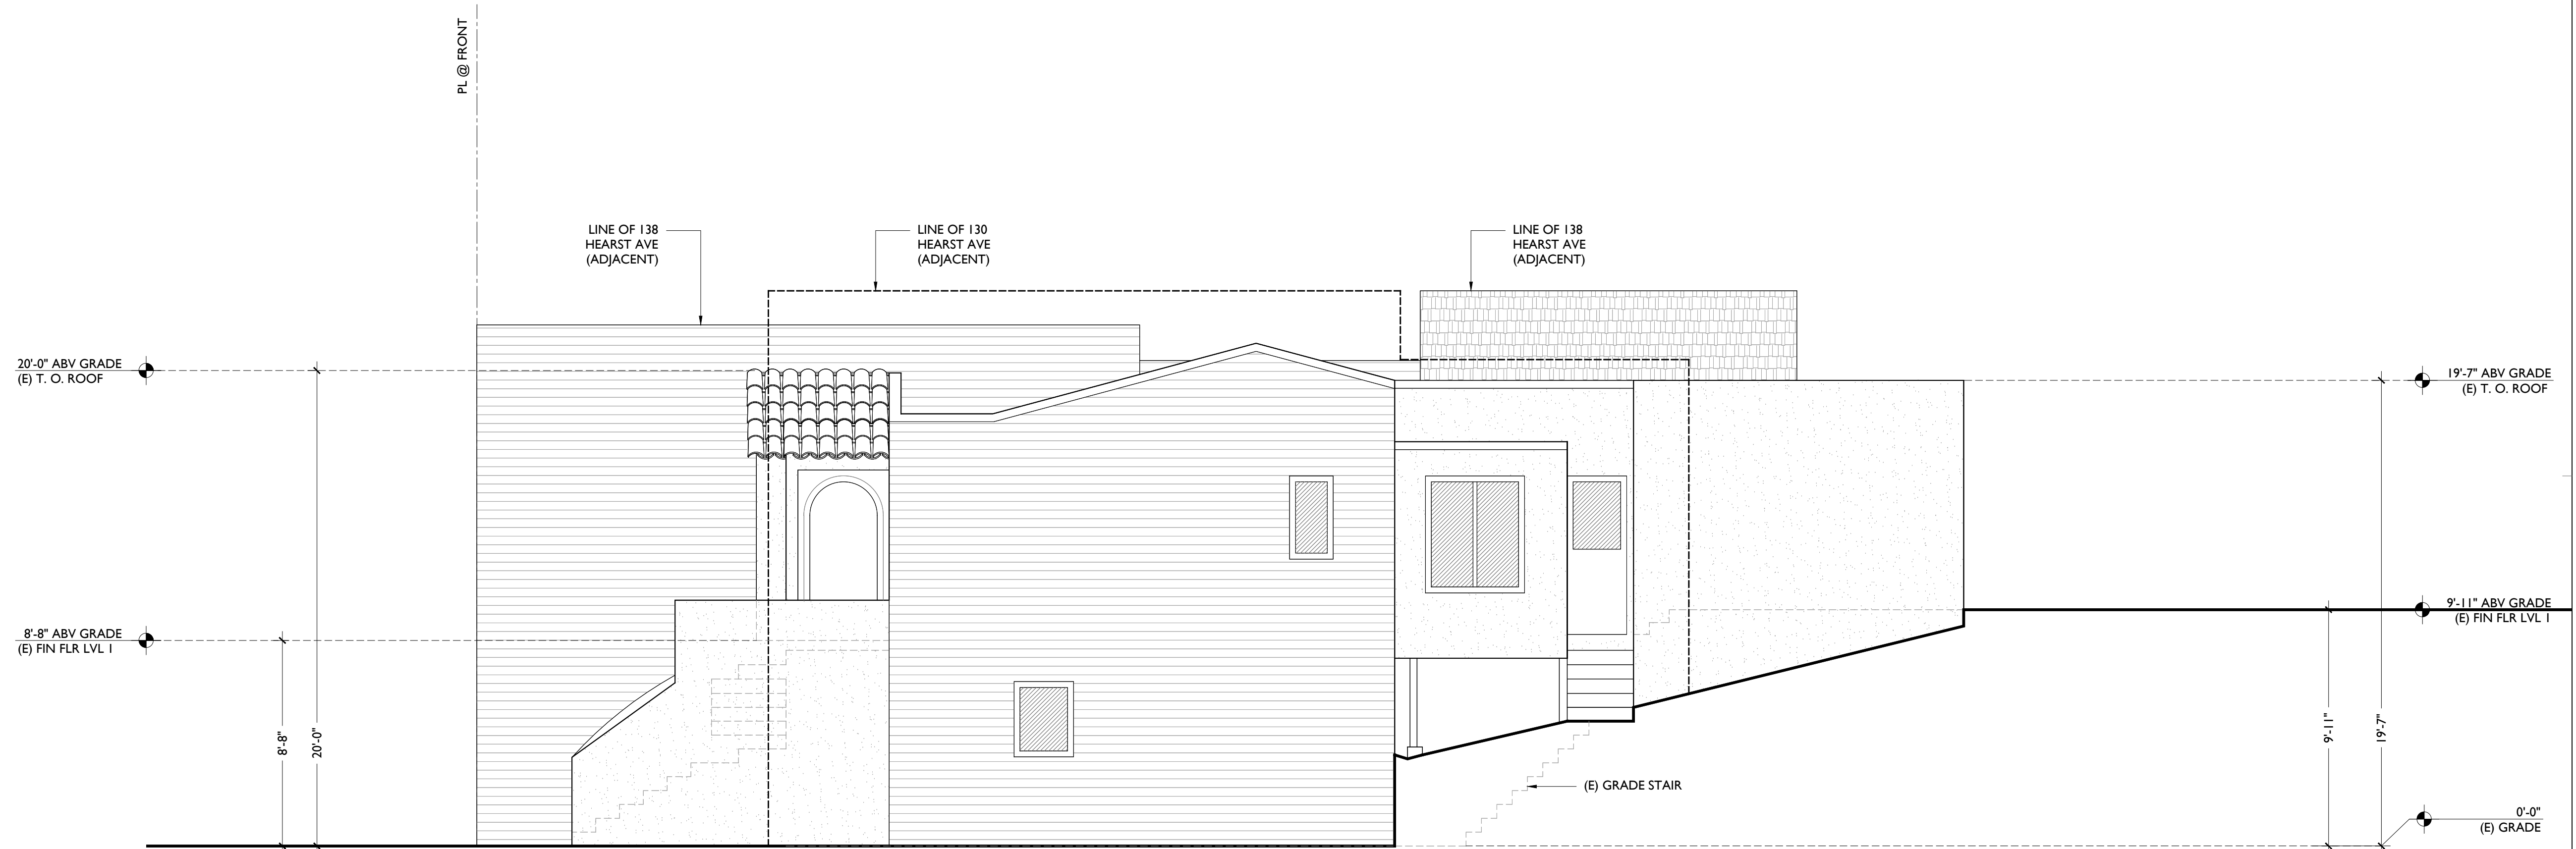 PL @ FRONT
LINE OF 138
HEARST AVE
(ADJACENT)
LINE OF 130
HEARST AVE
(ADJACENT)
LINE OF 138
HEARST AVE
(ADJACENT)
20'-0" ABV GRADE
(E) T. O. ROOF
19'-7" ABV GRADE
(E) T. O. ROOF
8'-8" ABV GRADE
(E) FIN FLR LVL 1
9'-11" ABV GRADE
(E) FIN FLR LVL 1
8'-8"
20'-0"
9'-11"
19'-7"
(E) GRADE STAIR
0'-0"
(E) GRADE